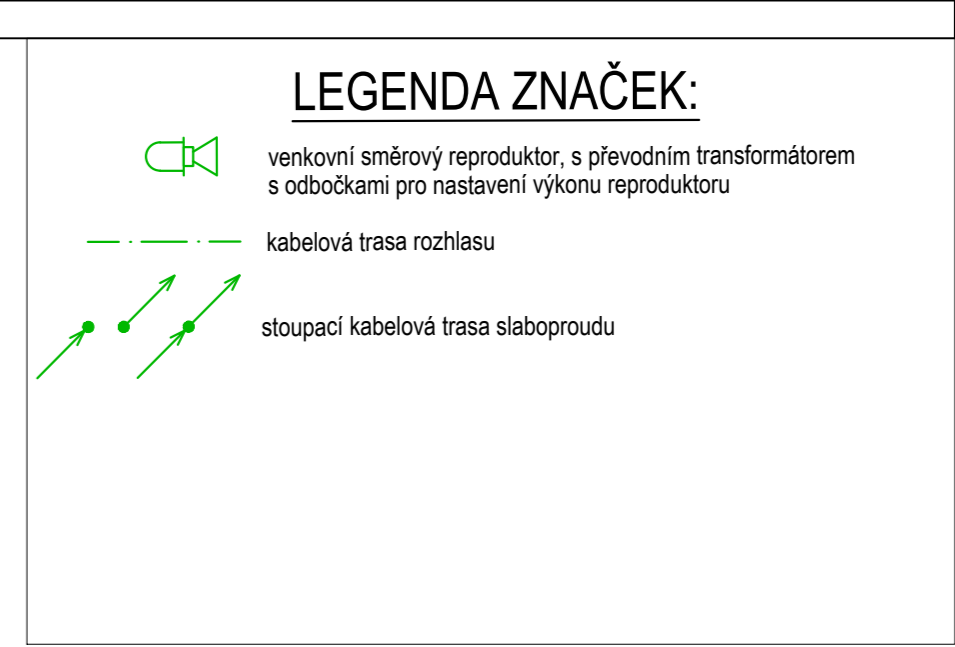 LEGENDA ZNAČEK:
venkovní směrový reproduktor, s převodním transformátorem
s odbočkami pro nastavení výkonu reproduktoru
kabelová trasa rozhlasu
stoupací kabelová trasa slaboproudu